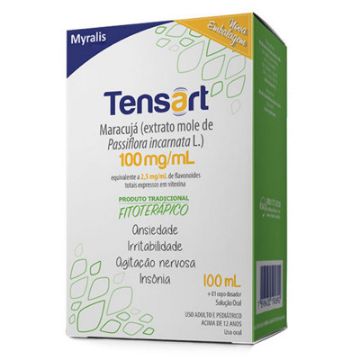 Myralis
Nova
Embalagem
Tensart
Maracujá (extrato mole de
Passiflora incarnata L.)
100 mg/mL
equivalente a 2,5 mg/mL de flavonoides
totais expressos em vitexina
PRODUTO TRADICIONAL
FITOTERÁPICO
Ansiedade
Irritabilidade
Agitação nervosa
Insônia
100 mL
+ 01 copo dosador
Solução Oral
USO ADULTO E PEDIÁTRICO
ACIMA DE 12 ANOS
Uso oral